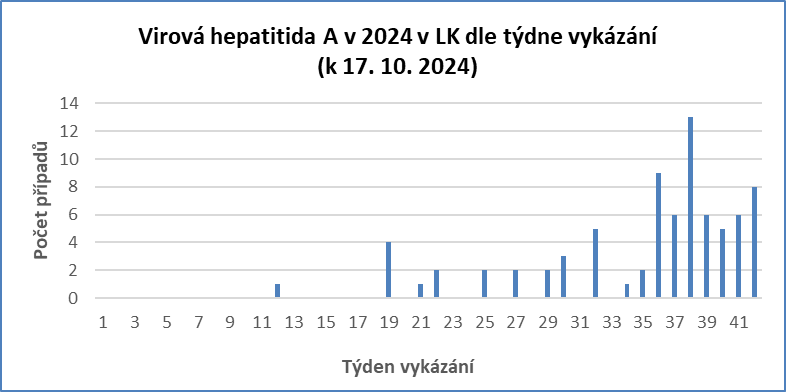 Virová hepatitida A v 2024 v LK dle týdne vykázání
(k 17. 10. 2024)
Počet případů
14
12
10
8
6
4
2
0
1 3 5 7 9 11 13 15 17 19 21 23 25 27 29 31 33 35 37 39 41
Týden vykázání